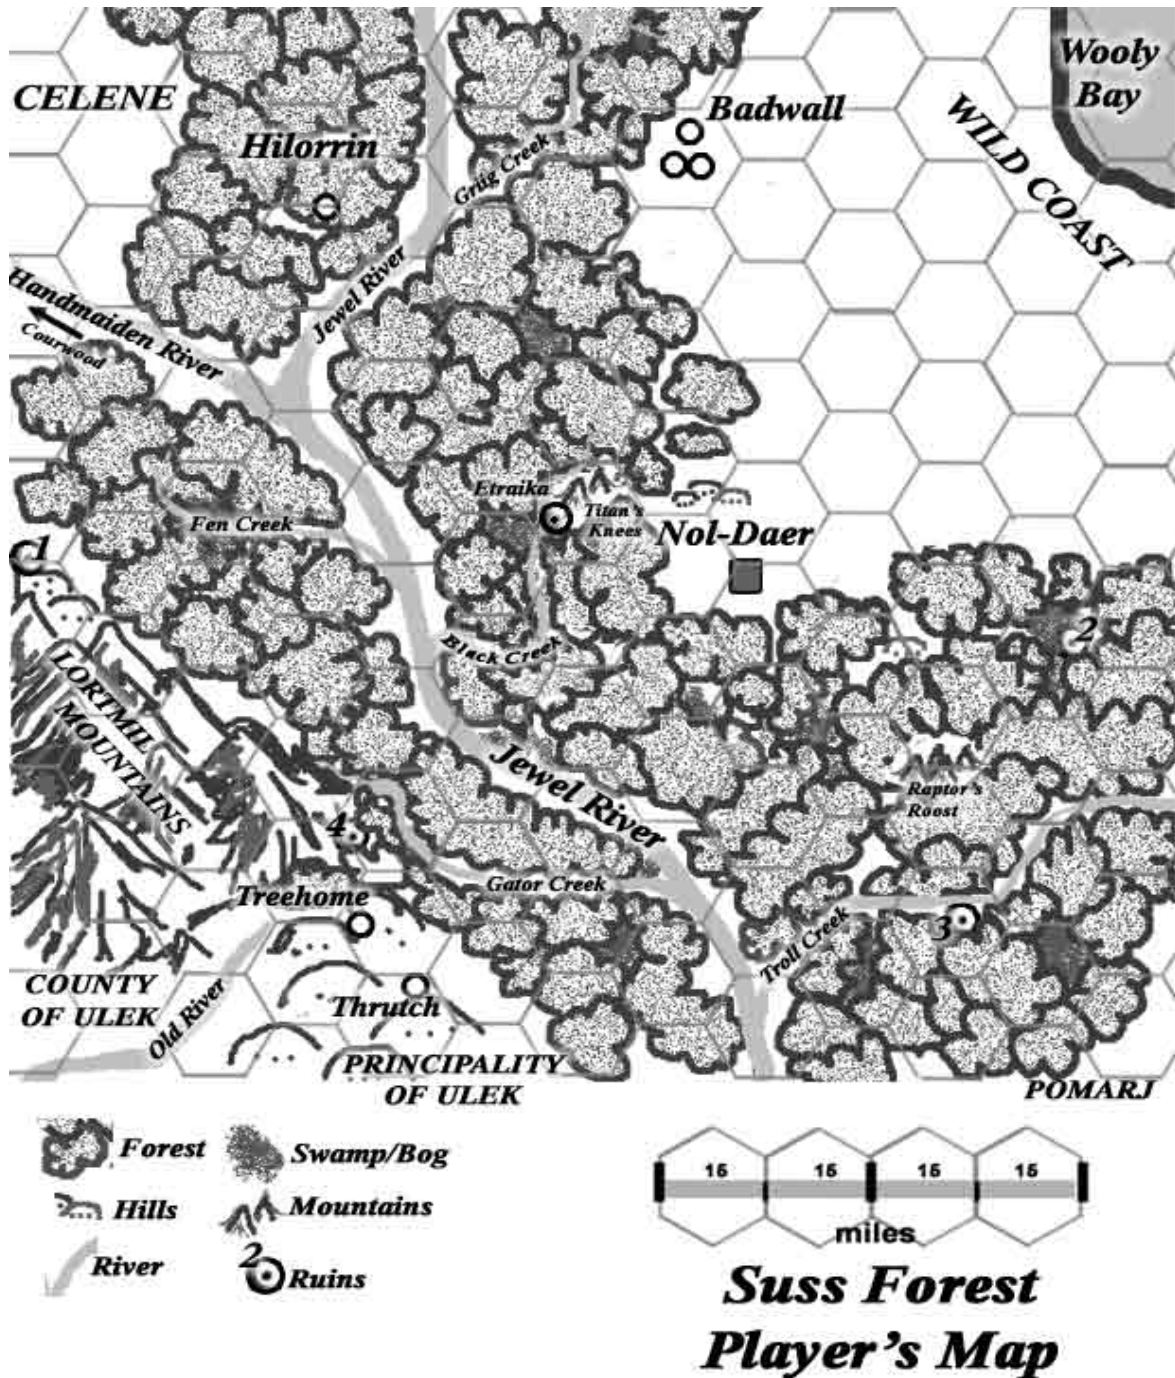 Wooly
Bay
CELENE
Badwall
WILD COAST
Hilorrin
Grüg Creek
Jewel River
Handmaiden River
Courwood
Etraika
Titan's
Knees
Nol-Daer
Fen Creek
1
2
Black Creek
LORTMIL
MOUNTAINS
Jewel River
Raptor's
Roost
4
Gator Creek
Treehome
3
Troll Creek
COUNTY
OF ULEK
Old River
Thrutch
PRINCIPALITY
OF ULEK
POMARJ
Forest
Swamp/Bog
Hills
Mountains
River
2
Ruins
15 15 15 15
miles
Suss Forest
Player's Map